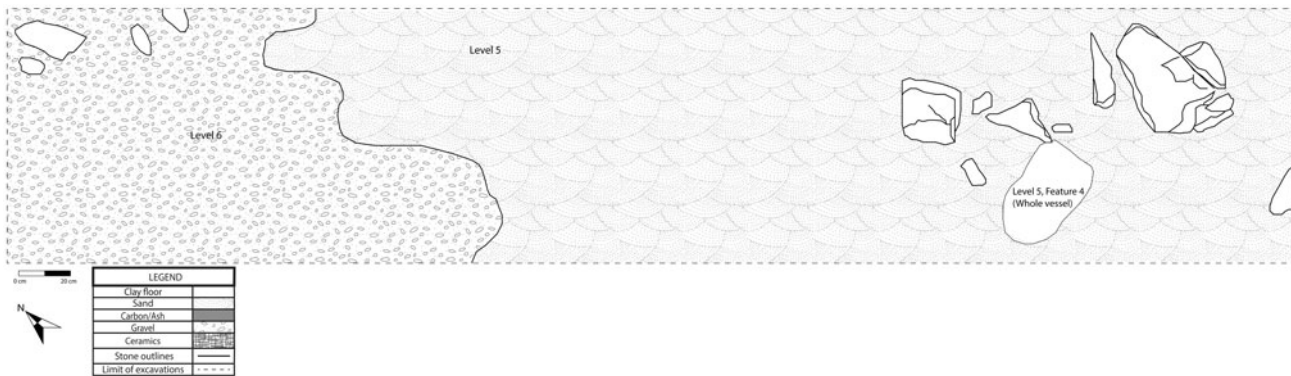 Level 5
Level 6
Level 5, Feature 4
(Whole vessel)
0 cm 20 cm
N
LEGEND
Clay floor
Sand
Carbon/Ash
Gravel
Ceramics
Stone outlines
Limit of excavations